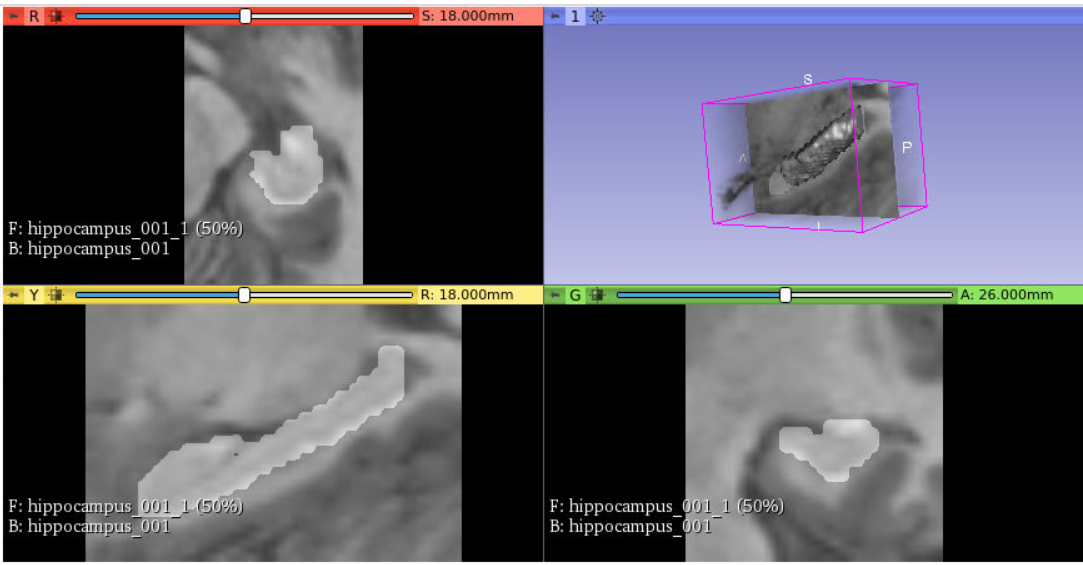 R S: 18.000mm
F: hippocampus_001_1 (50%)
B: hippocampus_001
1
S
A
P
I
Y R: 18.000mm
F: hippocampus_001_1 (50%)
B: hippocampus_001
G A: 26.000mm
F: hippocampus_001_1 (50%)
B: hippocampus_001